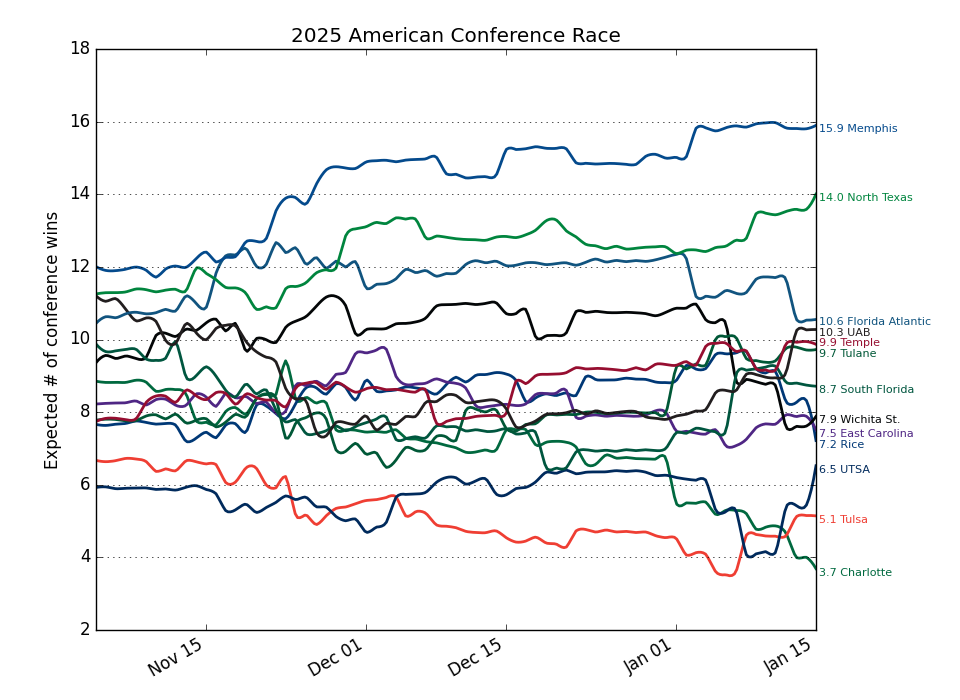 2025 American Conference Race
Expected # of conference wins
18
16
14
12
10
8
6
4
2
Nov 15
Dec 01
Dec 15
Jan 01
Jan 15
15.9 Memphis
14.0 North Texas
10.6 Florida Atlantic
10.3 UAB
9.9 Temple
9.7 Tulane
8.7 South Florida
7.9 Wichita St.
7.5 East Carolina
7.2 Rice
6.5 UTSA
5.1 Tulsa
3.7 Charlotte